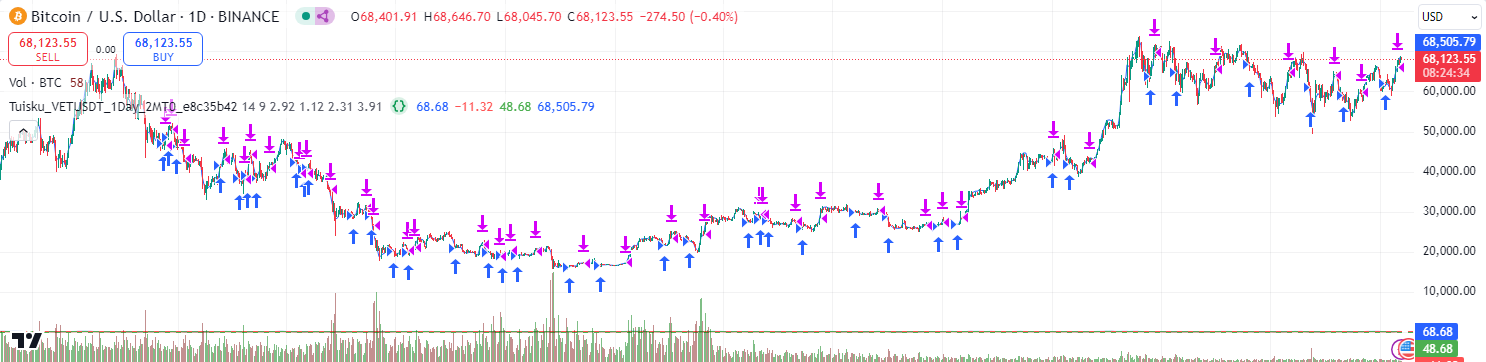 Bitcoin / U.S. Dollar · 1D · BINANCE O68,401.91 H68,646.70 L68,045.70 C68,123.55 −274.50 (−0.40%)
USD
68,123.55 SELL
0.00
68,123.55 BUY
Vol · BTC 58
Tuisku_VETUSDT_1Day_2MTD_e8c35b42 14 9 2.92 1.12 2.31 3.91 {} 68.68 −11.32 48.68 68,505.79
68,505.79
68,123.55
08:24:34
60,000.00
50,000.00
40,000.00
30,000.00
20,000.00
10,000.00
68.68
48.68